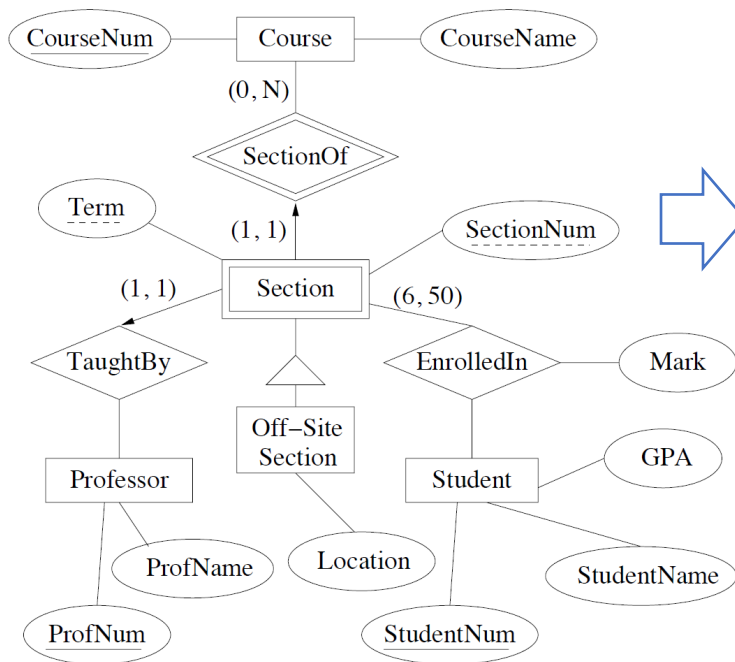 CourseNum
Course
CourseName
(0, N)
SectionOf
Term
(1, 1)
SectionNum
(1, 1)
Section
(6, 50)
TaughtBy
EnrolledIn
Mark
Off−Site
Section
Professor
Student
GPA
ProfName
Location
StudentName
ProfNum
StudentNum